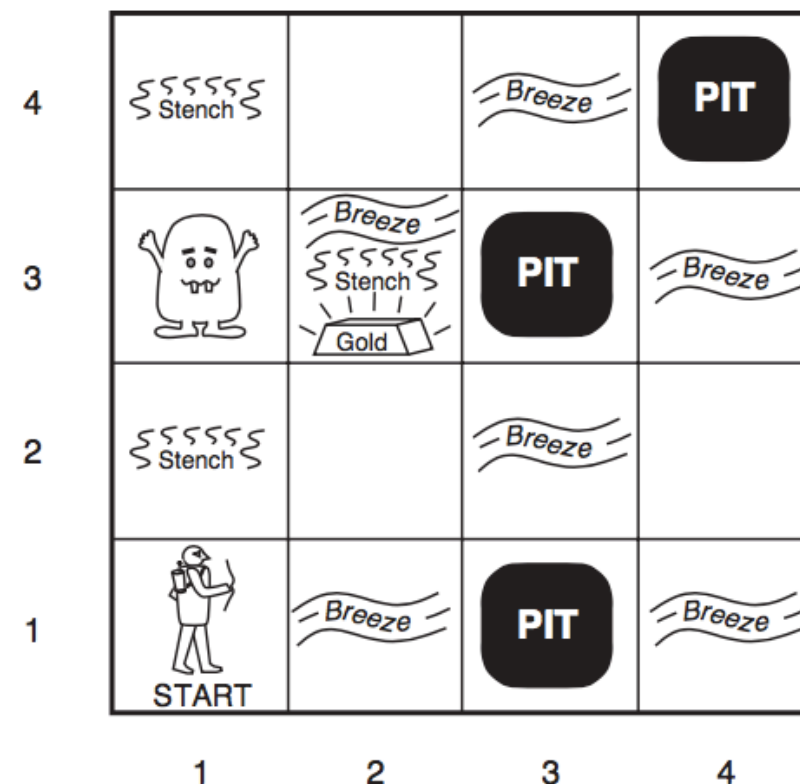 4
Stench
Breeze
PIT
3
Breeze
Stench
Gold
PIT
Breeze
2
Stench
Breeze
1
START
Breeze
PIT
Breeze
1 2 3 4